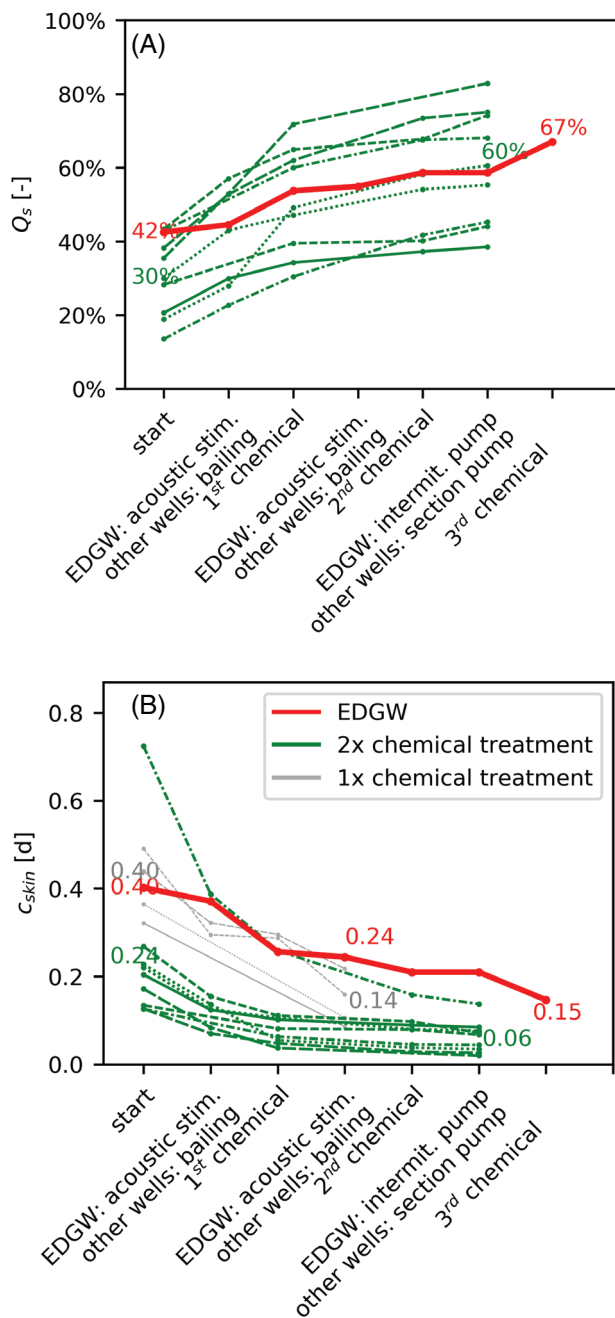 (A)
100%
80%
60%
40%
20%
0%
Qs [-]
42%
30%
60%
67%
start
EDGW: acoustic stim.
other wells: bailing
1st chemical
EDGW: acoustic stim.
other wells: bailing
2nd chemical
EDGW: intermit. pump
other wells: section pump
3rd chemical
(B)
EDGW
2x chemical treatment
1x chemical treatment
0.8
0.6
0.4
0.2
0.0
cskin [d]
0.40
0.40
0.24
0.24
0.14
0.06
0.15
start
EDGW: acoustic stim.
other wells: bailing
1st chemical
EDGW: acoustic stim.
other wells: bailing
2nd chemical
EDGW: intermit. pump
other wells: section pump
3rd chemical